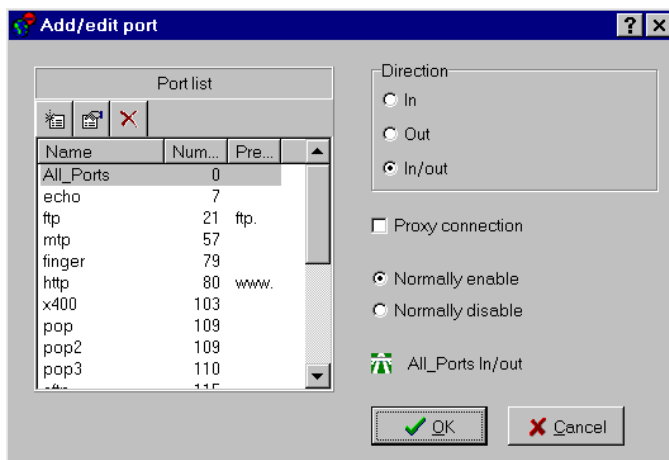 Add/edit port
Port list
Name Num... Pre...
All_Ports 0
echo 7
ftp 21 ftp.
mtp 57
finger 79
http 80 www.
x400 103
pop 109
pop2 109
pop3 110
Direction
In
Out
In/out
Proxy connection
Normally enable
Normally disable
All_Ports In/out
OK
Cancel